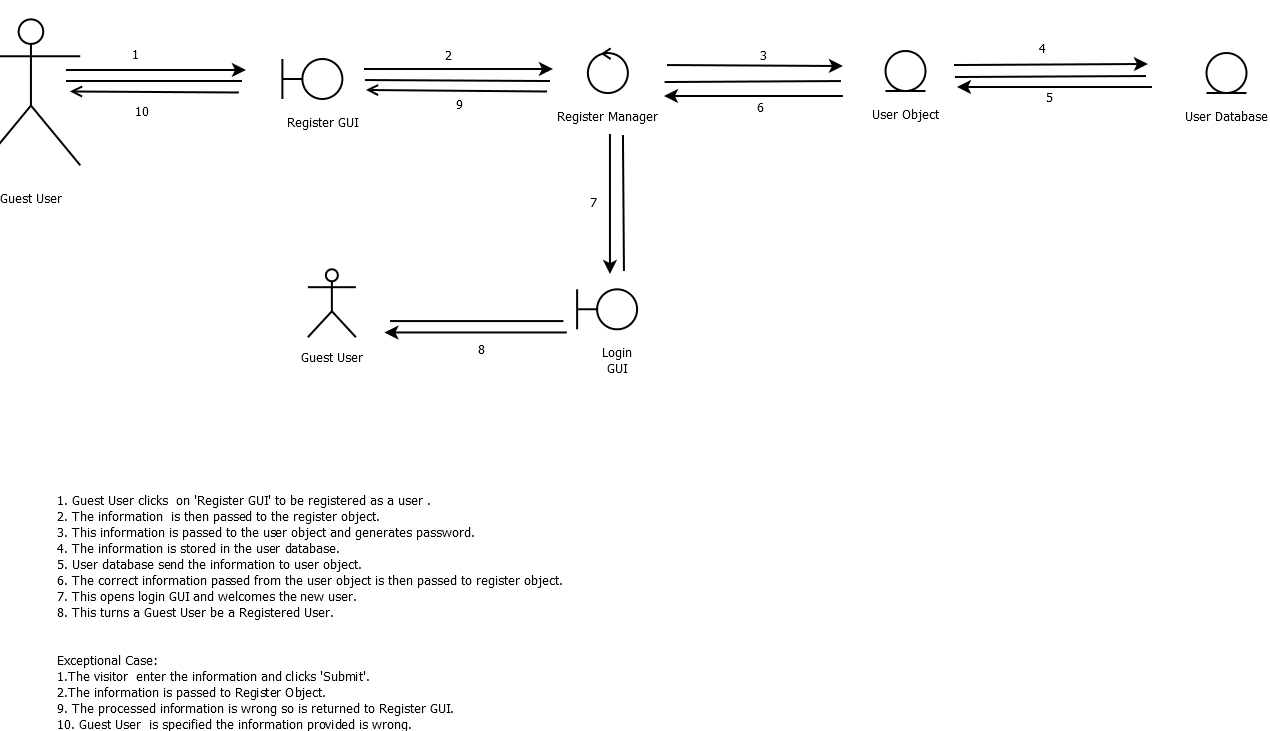 1
2
3
4
10
9
6
5
Register GUI
Register Manager
User Object
User Database
Guest User
7
Guest User
8
Login
GUI
1. Guest User clicks  on 'Register GUI' to be registered as a user .
2. The information  is then passed to the register object.
3. This information is passed to the user object and generates password.
4. The information is stored in the user database.
5. User database send the information to user object.
6. The correct information passed from the user object is then passed to register object.
7. This opens login GUI and welcomes the new user.
8. This turns a Guest User be a Registered User.
Exceptional Case:
1.The visitor  enter the information and clicks 'Submit'.
2.The information is passed to Register Object.
9. The processed information is wrong so is returned to Register GUI.
10. Guest User  is specified the information provided is wrong.